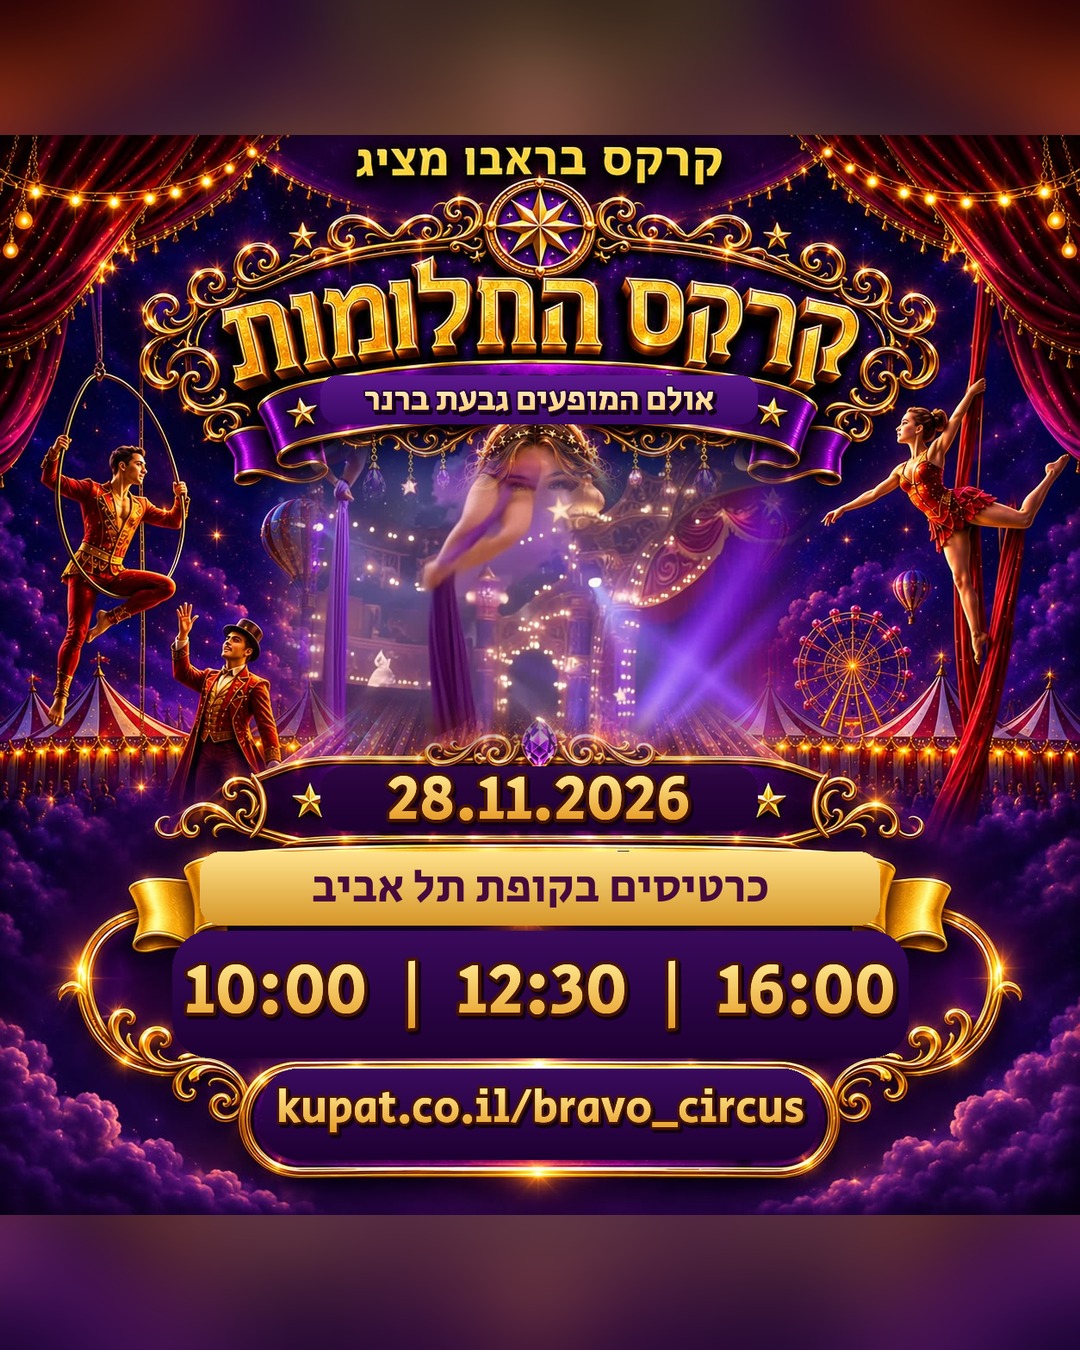 קרקס בראבו מציג
קרקס החלומות
אולם המופעים גבעת ברנר
28.11.2026
כרטיסים בקופת תל אביב
10:00 | 12:30 | 16:00
kupat.co.il/bravo_circus